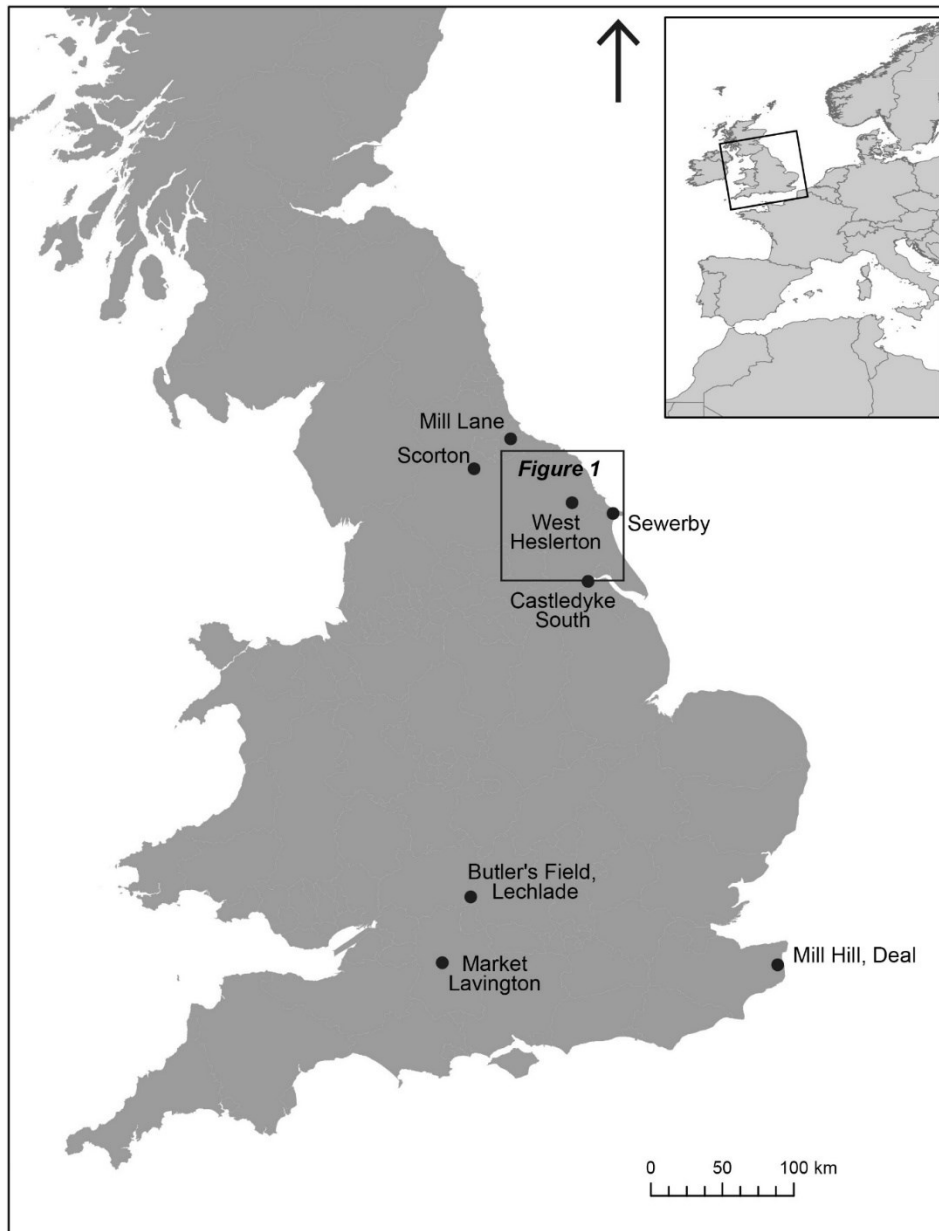 Mill Lane
Scorton
Figure 1
West
Heslerton
Sewerby
Castledyke
South
Butler's Field,
Lechlade
Market
Lavington
Mill Hill, Deal
0 50 100 km